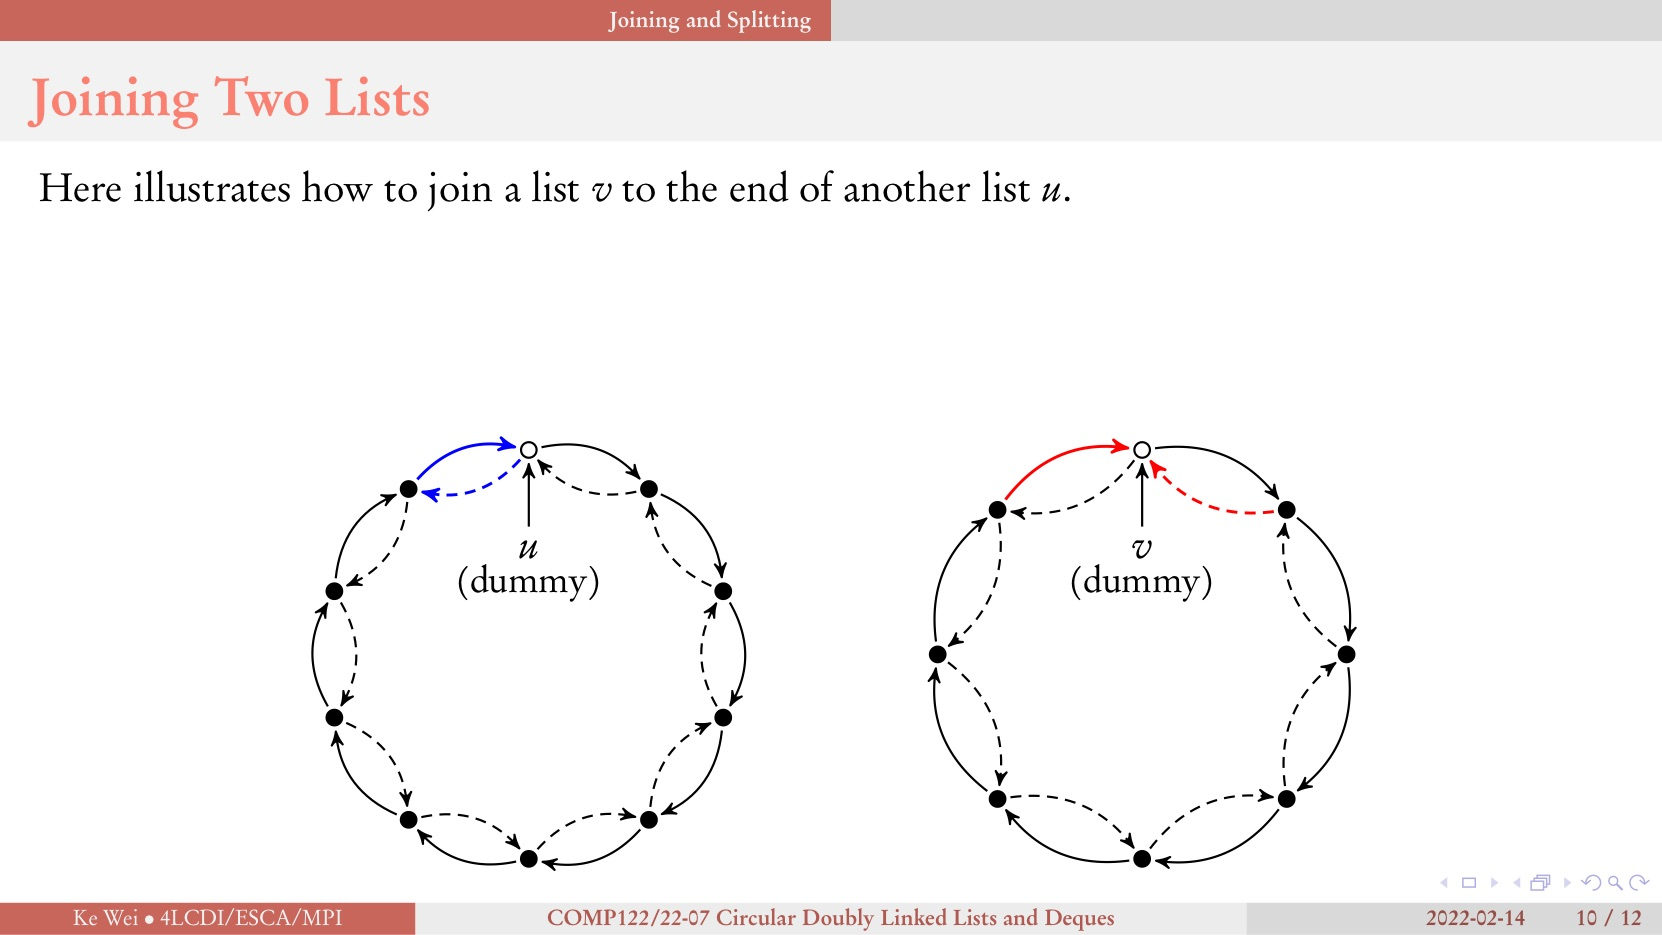 Joining and Splitting
Joining Two Lists
Here illustrates how to join a list v to the end of another list u.
u
(dummy)
v
(dummy)
Ke Wei • 4LCDI/ESCA/MPI
COMP122/22-07 Circular Doubly Linked Lists and Deques
2022-02-14
10 / 12